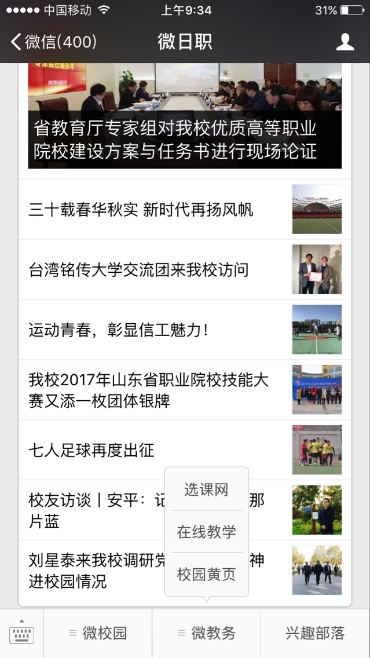 中国移动
上午9:34
31%
微信(400)
微日职
省教育厅专家组对我校优质高等职业
院校建设方案与任务书进行现场论证
三十载春华秋实 新时代再扬风帆
台湾铭传大学交流团来我校访问
运动青春，彰显信工魅力！
我校2017年山东省职业院校技能大
赛又添一枚团体银牌
七人足球再度出征
校友访谈丨安平：记 那
片蓝
刘星泰来我校调研党 神
进校园情况
选课网
在线教学
校园黄页
微校园
微教务
兴趣部落